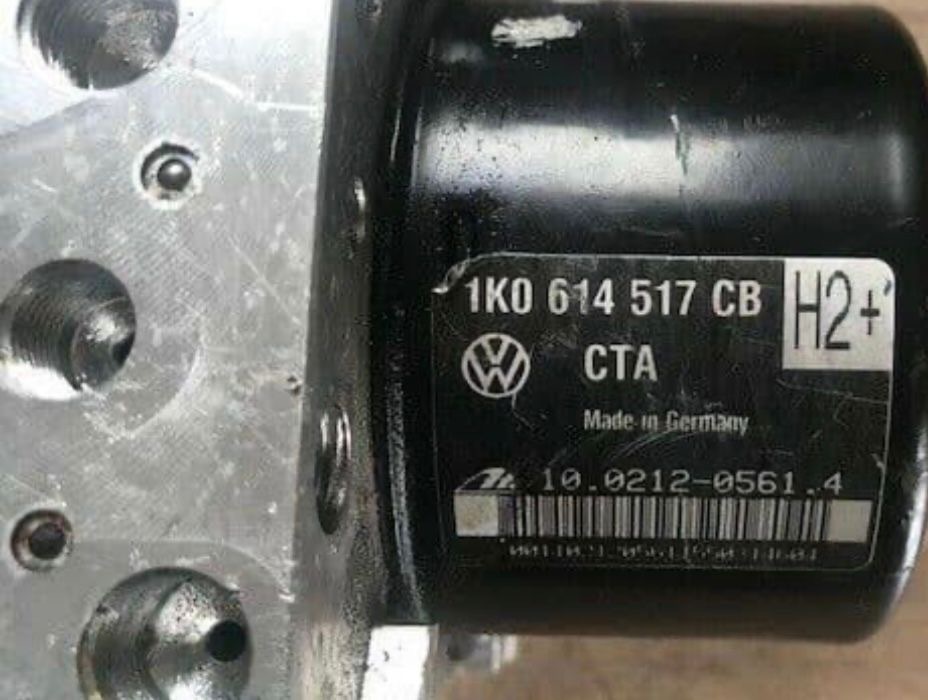 1K0 614 517 CB
H2+
CTA
Made in Germany
10.0212-0561.4